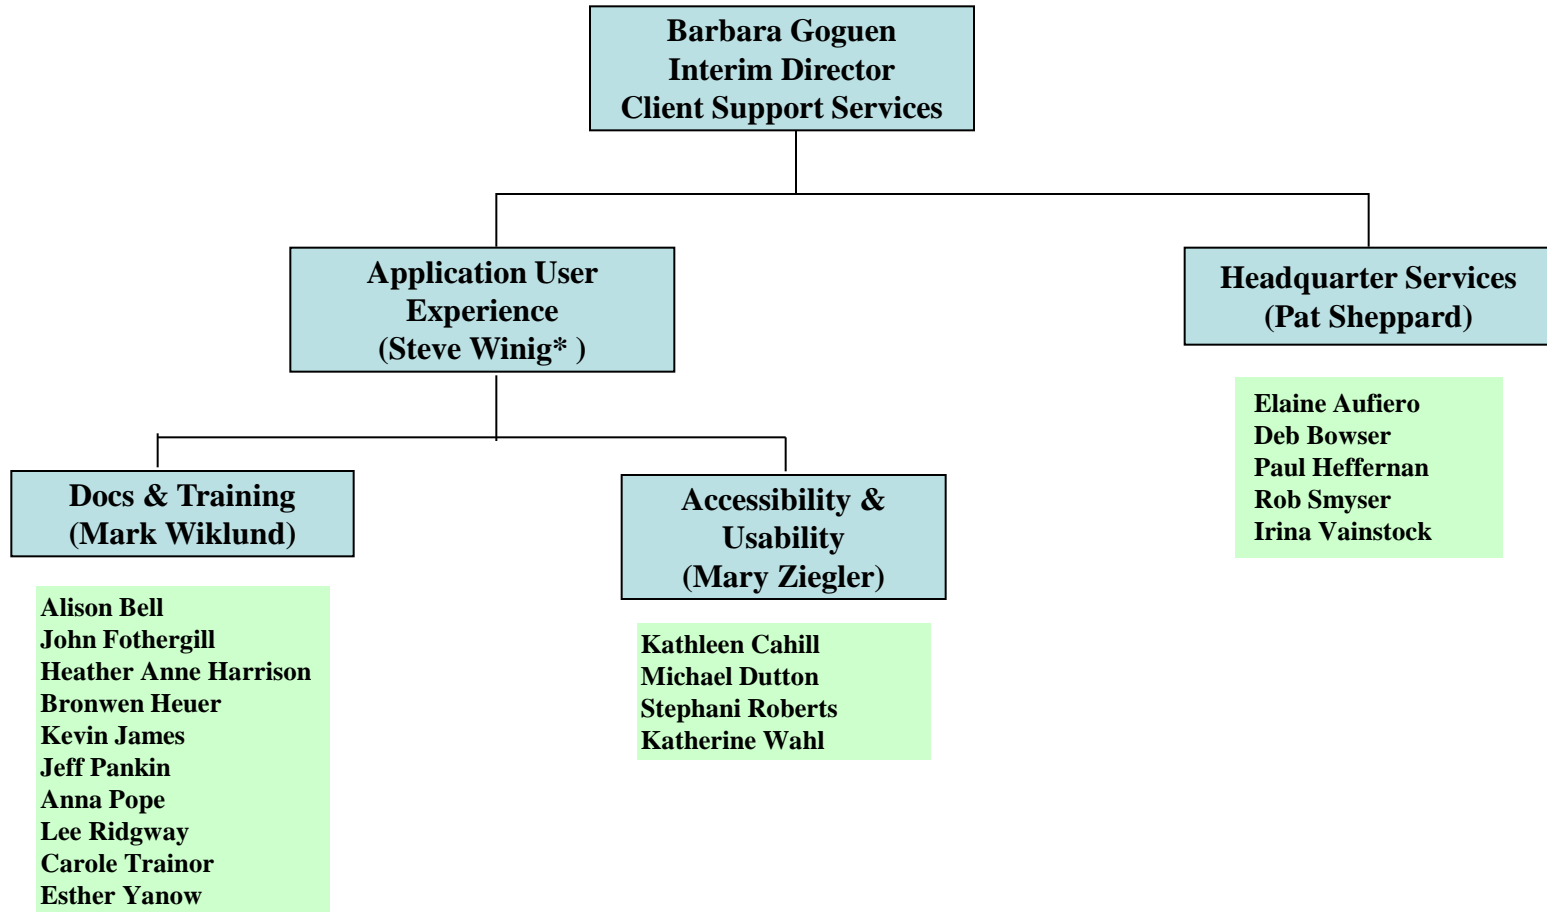 Barbara Goguen
Interim Director
Client Support Services
Application User
Experience
(Steve Winig* )
Headquarter Services
(Pat Sheppard)
Elaine Aufiero
Deb Bowser
Paul Heffernan
Rob Smyser
Irina Vainstock
Docs & Training
(Mark Wiklund)
Alison Bell
John Fothergill
Heather Anne Harrison
Bronwen Heuer
Kevin James
Jeff Pankin
Anna Pope
Lee Ridgway
Carole Trainor
Esther Yanow
Accessibility &
Usability
(Mary Ziegler)
Kathleen Cahill
Michael Dutton
Stephani Roberts
Katherine Wahl